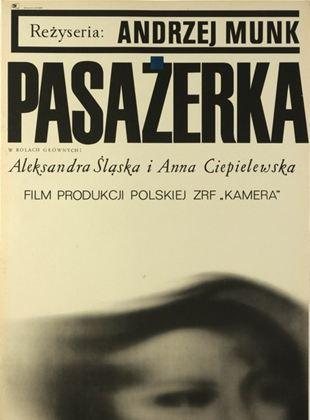 Reżyseria: ANDRZEJ MUNK
PASAŻERKA
W ROLACH GŁÓWNYCH:
Aleksandra Śląska i Anna Ciepielewska
FILM PRODUKCJI POLSKIEJ ZRF „KAMERA”